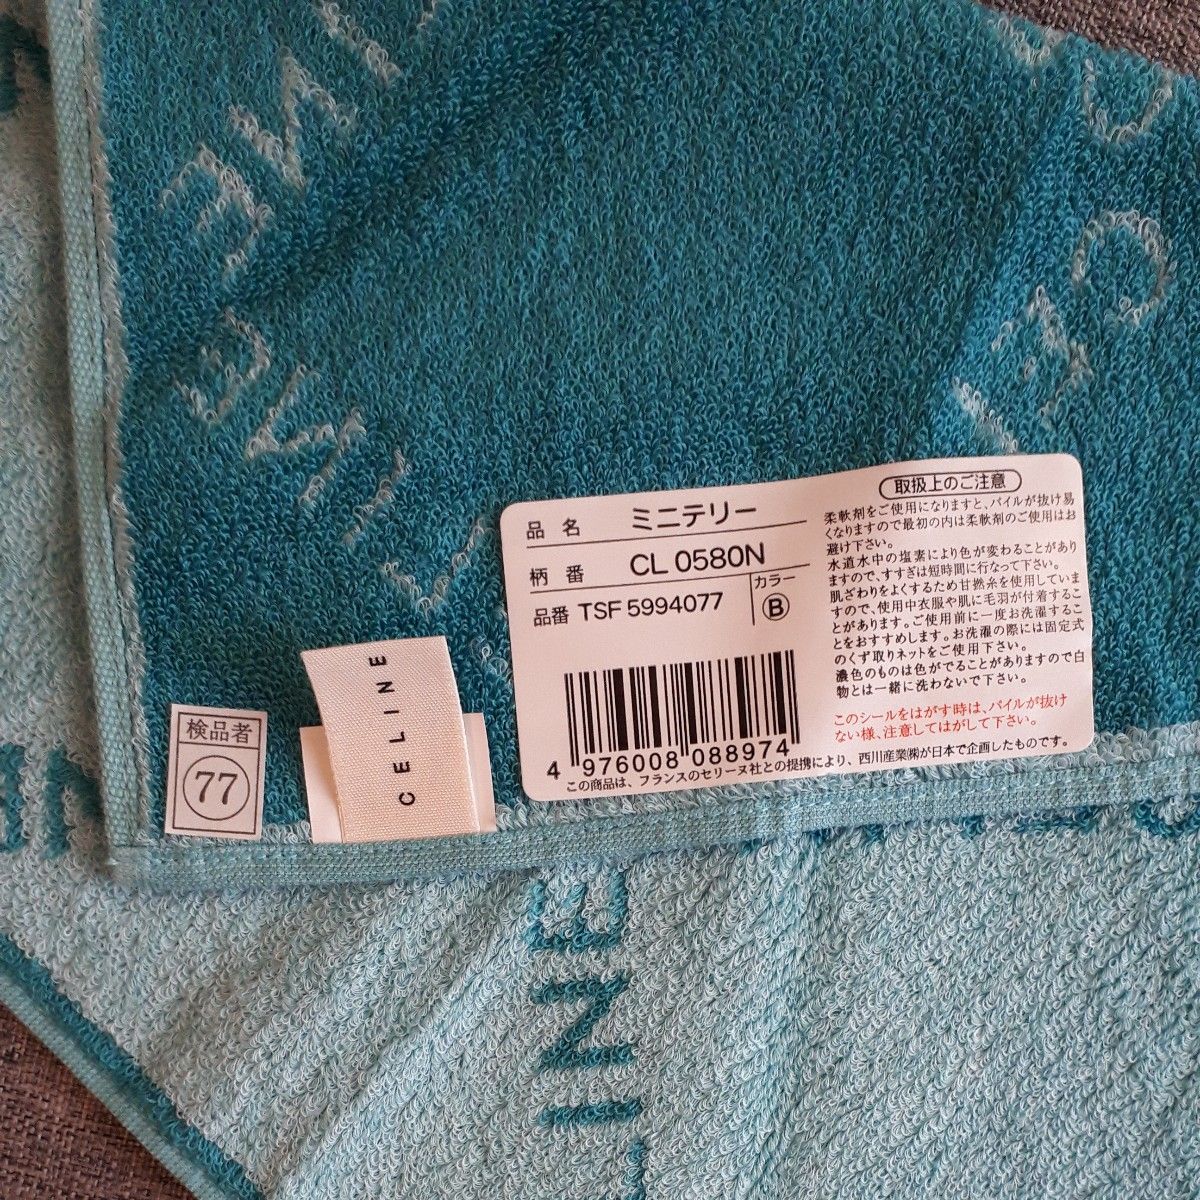 品 名 ミニテリー
柄 番 CL 0580N
品番 TSF 5994077
カラー
B
4 976008 088974
この商品は、フランスのセリーヌ社との提携により、西川産業㈱が日本で企画したものです。
取扱上のご注意
柔軟剤をご使用になりますと、パイルが抜け易
くなりますので最初の内は柔軟剤のご使用はお
避け下さい。
水道水中の塩素により色が変わることがあり
ますので、すすぎは短時間に行なって下さい。
肌ざわりをよくするため甘撚糸を使用していま
すので、使用中衣服や肌に毛羽が付着するこ
とがあります。ご使用前に一度お洗濯するこ
とをおすすめします。お洗濯の際には固定式
のくず取りネットをご使用下さい。
濃色のものは色がでることがありますので白
物とは一緒に洗わないで下さい。
このシールをはがす時は、パイルが抜け
ない様、注意してはがして下さい。
検品者
77
CELINE
INE